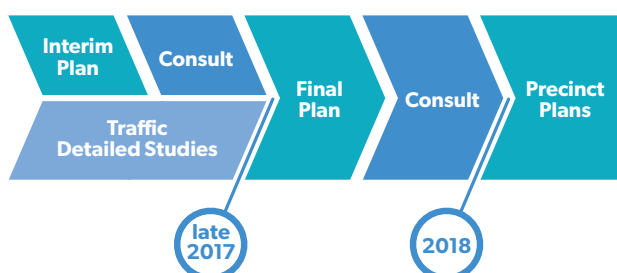 Interim
Plan
Consult
Traffic
Detailed Studies
Final
Plan
Consult
Precinct
Plans
late
2017
2018